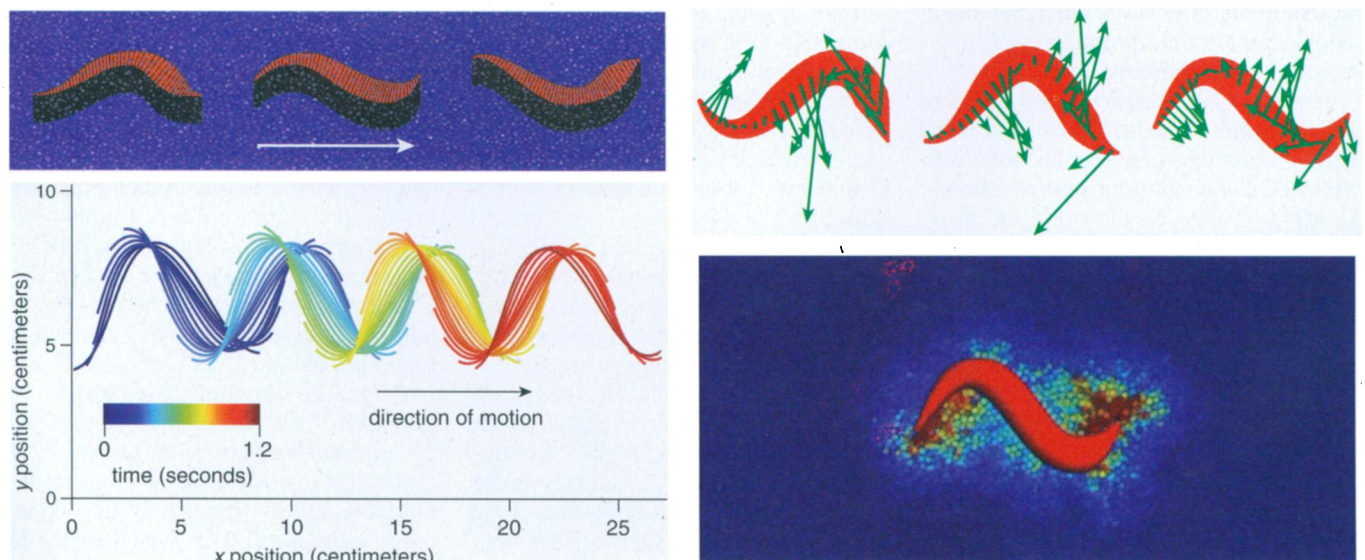 10
5
0
y position (centimeters)
0
1.2
time (seconds)
direction of motion
0
5
10
15
20
25
x position (centimeters)